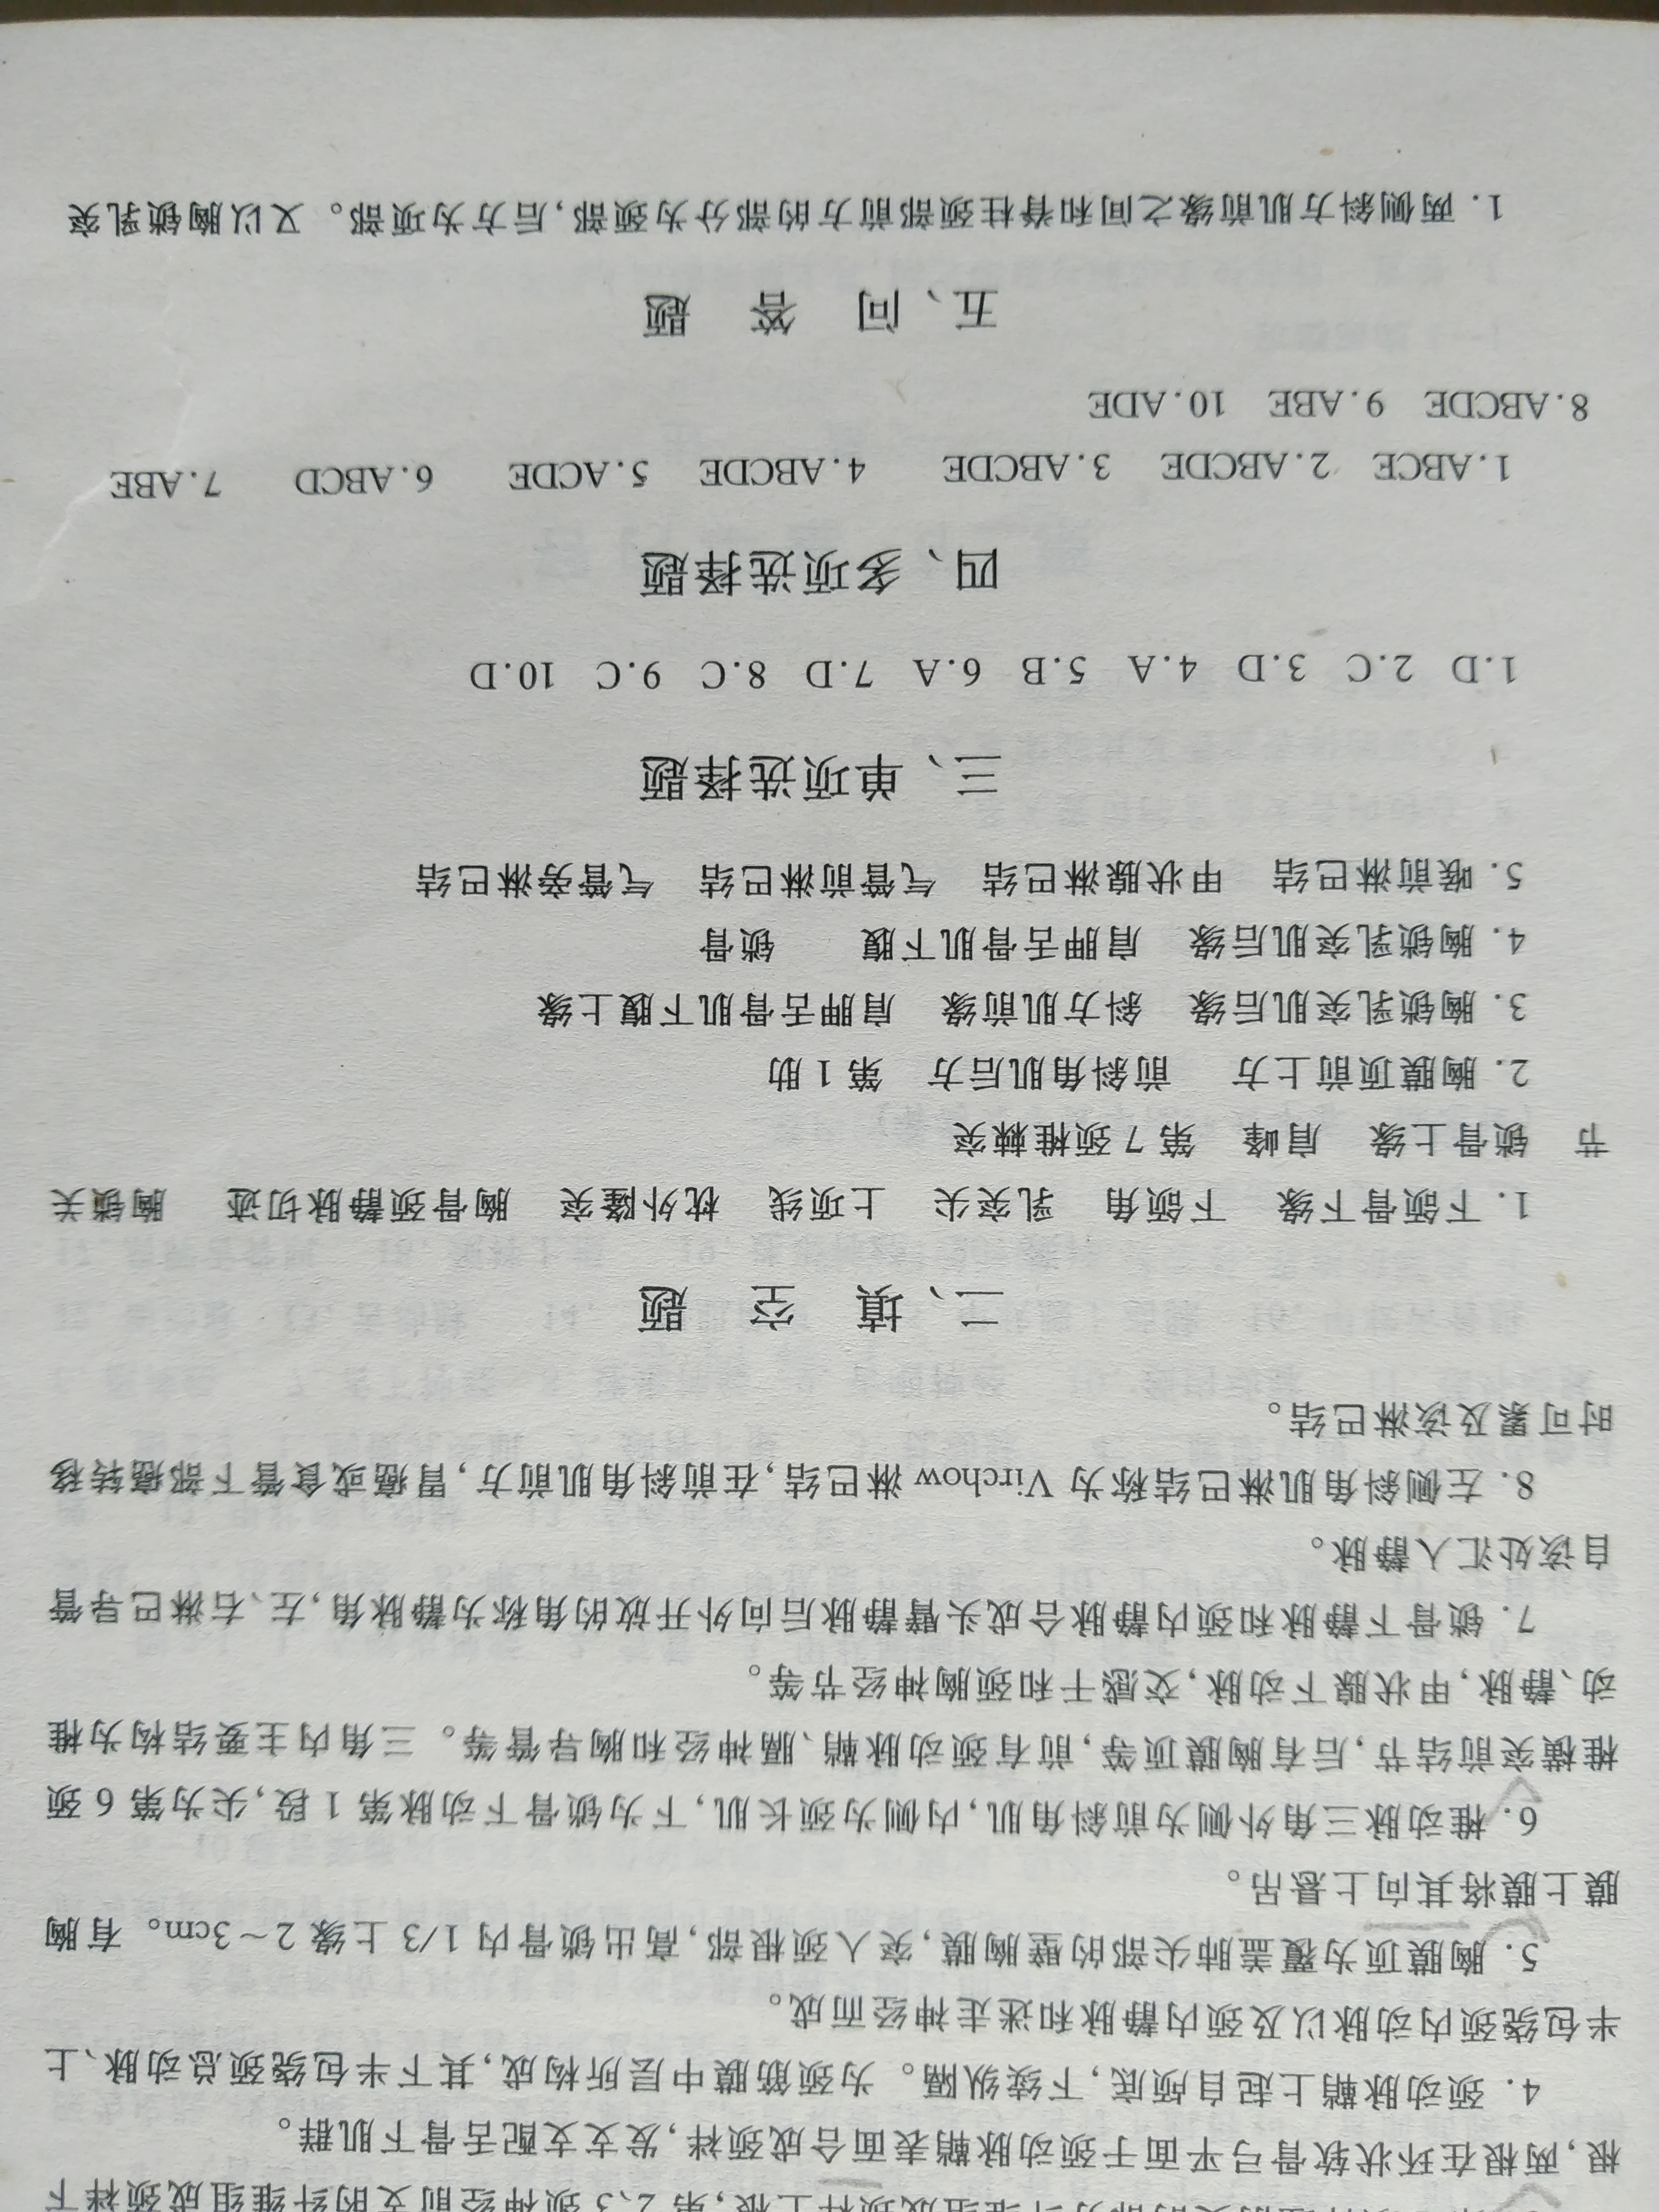 根,两根在环状软骨弓平面于颈动脉鞘表面合成颈袢,发支支配舌骨下肌群。
4. 颈动脉鞘上起自颅底,下续纵隔。为颈筋膜中层所构成,其下半包绕颈总动脉、上
半包绕颈内动脉以及颈内静脉和迷走神经而成。
5. 胸膜顶为覆盖肺尖部的壁胸膜,突入颈根部,高出锁骨内 1/3 上缘 2~3cm。有胸
膜上膜将其向上悬吊。
6. 椎动脉三角外侧为前斜角肌,内侧为颈长肌,下为锁骨下动脉第 1 段,尖为第 6 颈
椎横突前结节,后有胸膜顶等,前有颈动脉鞘、膈神经和胸导管等。三角内主要结构为椎
动、静脉,甲状腺下动脉,交感干和颈胸神经节等。
7. 锁骨下静脉和颈内静脉合成头臂静脉后向外开放的角称为静脉角,左、右淋巴导管
自该处汇入静脉。
8. 左侧斜角肌淋巴结称为 Virchow 淋巴结,在前斜角肌前方,胃癌或食管下部癌转移
时可累及该淋巴结。
二、填 空 题
1. 下颌骨下缘 下颌角 乳突尖 上项线 枕外隆突 胸骨颈静脉切迹 胸锁关
节 锁骨上缘 肩峰 第 7 颈椎棘突
2. 胸膜顶前上方 前斜角肌后方 第 1 肋
3. 胸锁乳突肌后缘 斜方肌前缘 肩胛舌骨肌下腹上缘
4. 胸锁乳突肌后缘 肩胛舌骨肌下腹 锁骨
5. 喉前淋巴结 甲状腺淋巴结 气管前淋巴结 气管旁淋巴结
三、单项选择题
1.D 2.C 3.D 4.A 5.B 6.A 7.D 8.C 9.C 10.D
四、多项选择题
1.ABCE 2.ABCDE 3.ABCDE 4.ABCDE 5.ACDE 6.ABCD 7.ABE
8.ABCDE 9.ABE 10.ADE
五、问 答 题
1. 两侧斜方肌前缘之间和脊柱颈部前方的部分为颈部,后方为项部。又以胸锁乳突